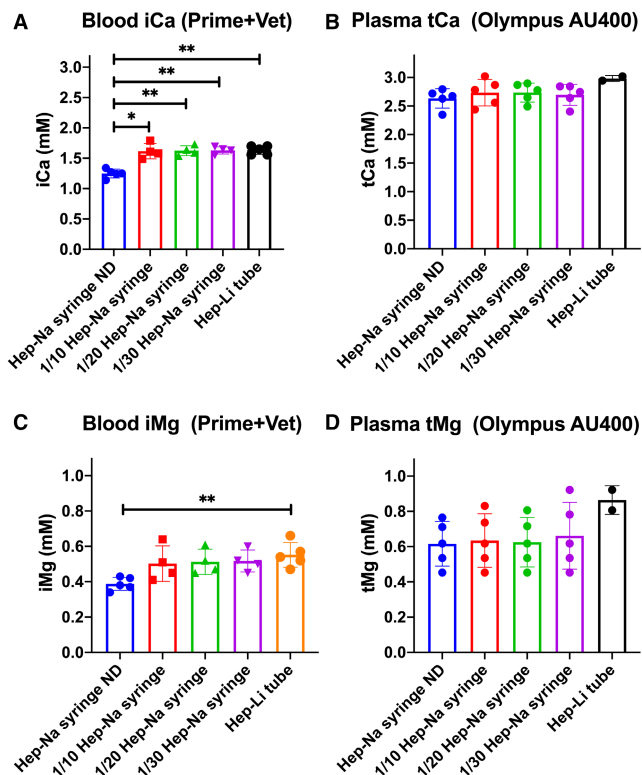 A Blood iCa (Prime+Vet)
**
**
**
*
iCa (mM)
3.0
2.5
2.0
1.5
1.0
0.5
0.0
Hep-Na syringe ND
1/10 Hep-Na syringe
1/20 Hep-Na syringe
1/30 Hep-Na syringe
Hep-Li tube
B Plasma tCa (Olympus AU400)
tCa (mM)
3.0
2.5
2.0
1.5
1.0
0.5
0.0
Hep-Na syringe ND
1/10 Hep-Na syringe
1/20 Hep-Na syringe
1/30 Hep-Na syringe
Hep-Li tube
C Blood iMg (Prime+Vet)
**
iMg (mM)
1.0
0.8
0.6
0.4
0.2
0.0
Hep-Na syringe ND
1/10 Hep-Na syringe
1/20 Hep-Na syringe
1/30 Hep-Na syringe
Hep-Li tube
D Plasma tMg (Olympus AU400)
tMg (mM)
1.0
0.8
0.6
0.4
0.2
0.0
Hep-Na syringe ND
1/10 Hep-Na syringe
1/20 Hep-Na syringe
1/30 Hep-Na syringe
Hep-Li tube